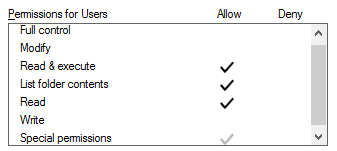 Permissions for Users Allow Deny
Full control
Modify
Read & execute
List folder contents
Read
Write
Special permissions